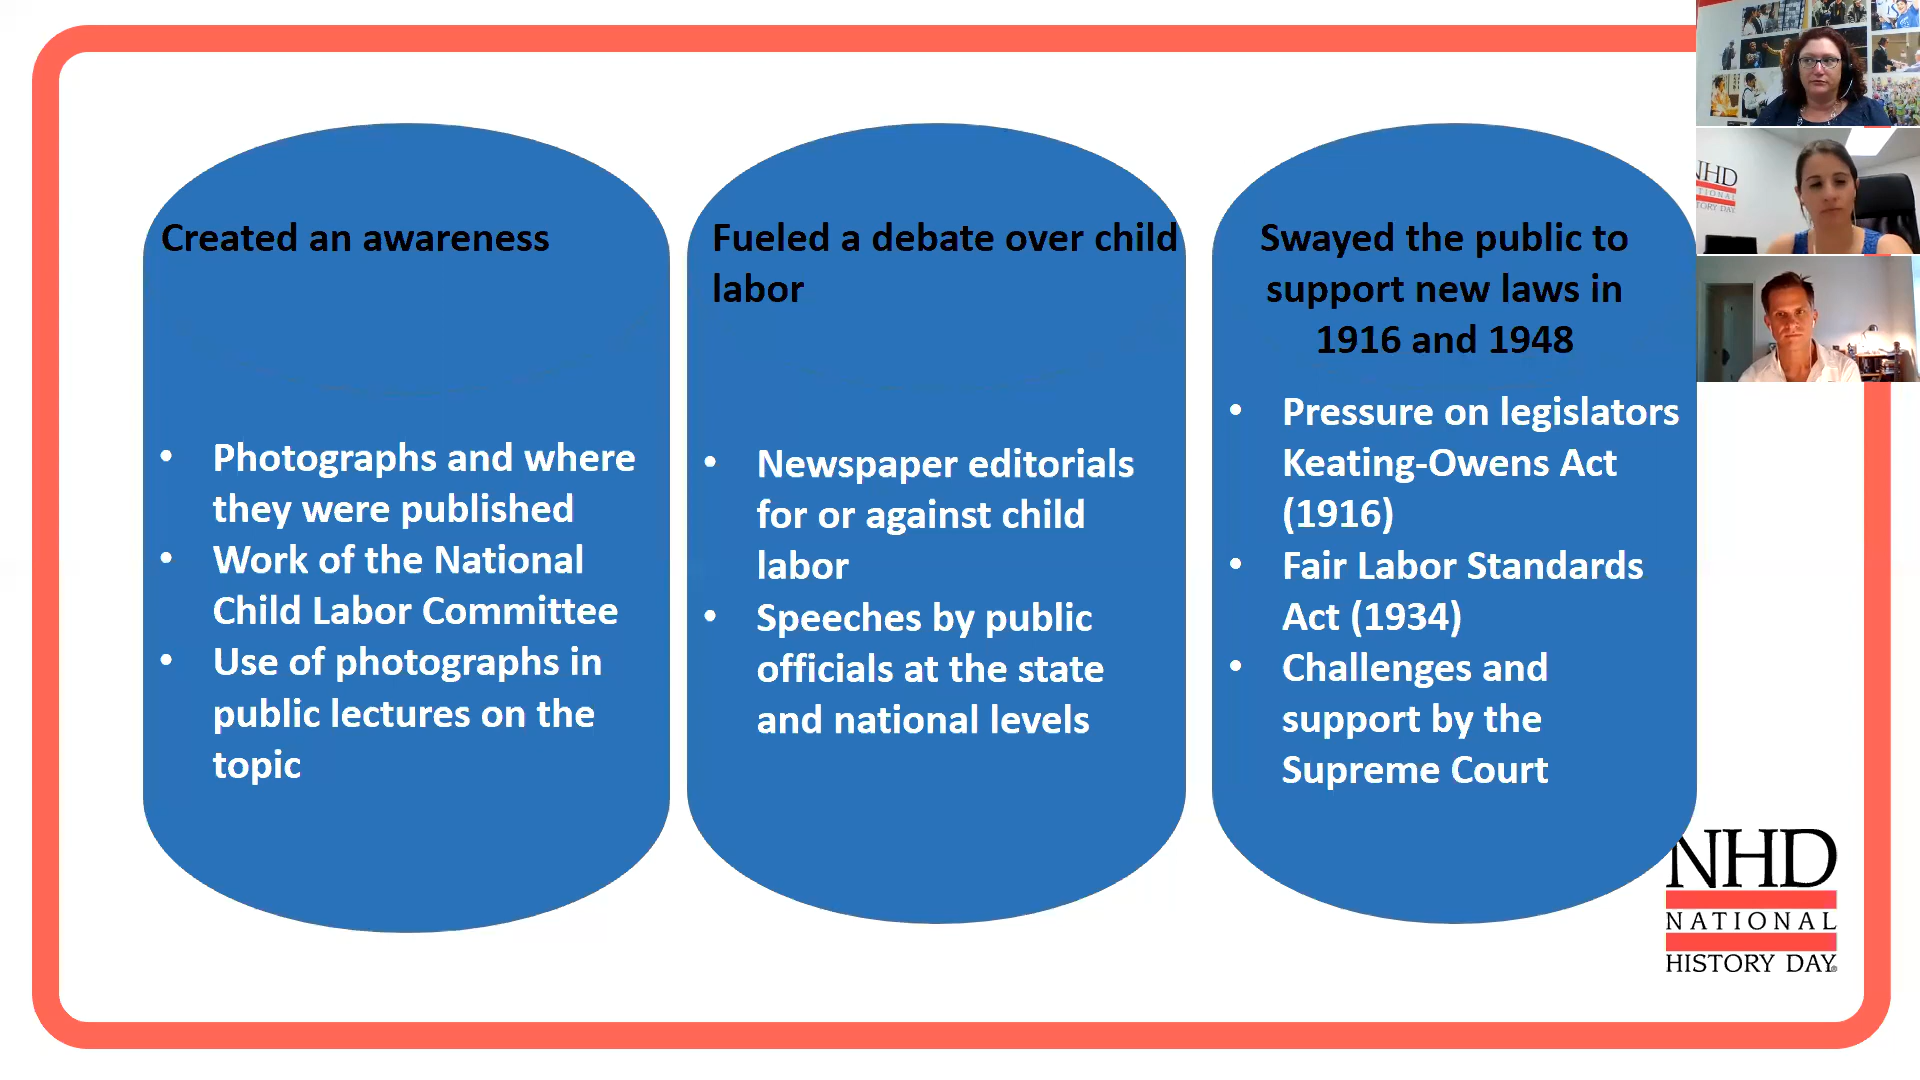 Created an awareness
Photographs and where
they were published
Work of the National
Child Labor Committee
Use of photographs in
public lectures on the
topic
Fueled a debate over child
labor
Newspaper editorials
for or against child
labor
Speeches by public
officials at the state
and national levels
Swayed the public to
support new laws in
1916 and 1948
Pressure on legislators
Keating-Owens Act
(1916)
Fair Labor Standards
Act (1934)
Challenges and
support by the
Supreme Court
NHD
NATIONAL
HISTORY DAY
NHD
NATIONAL
HISTORY DAY